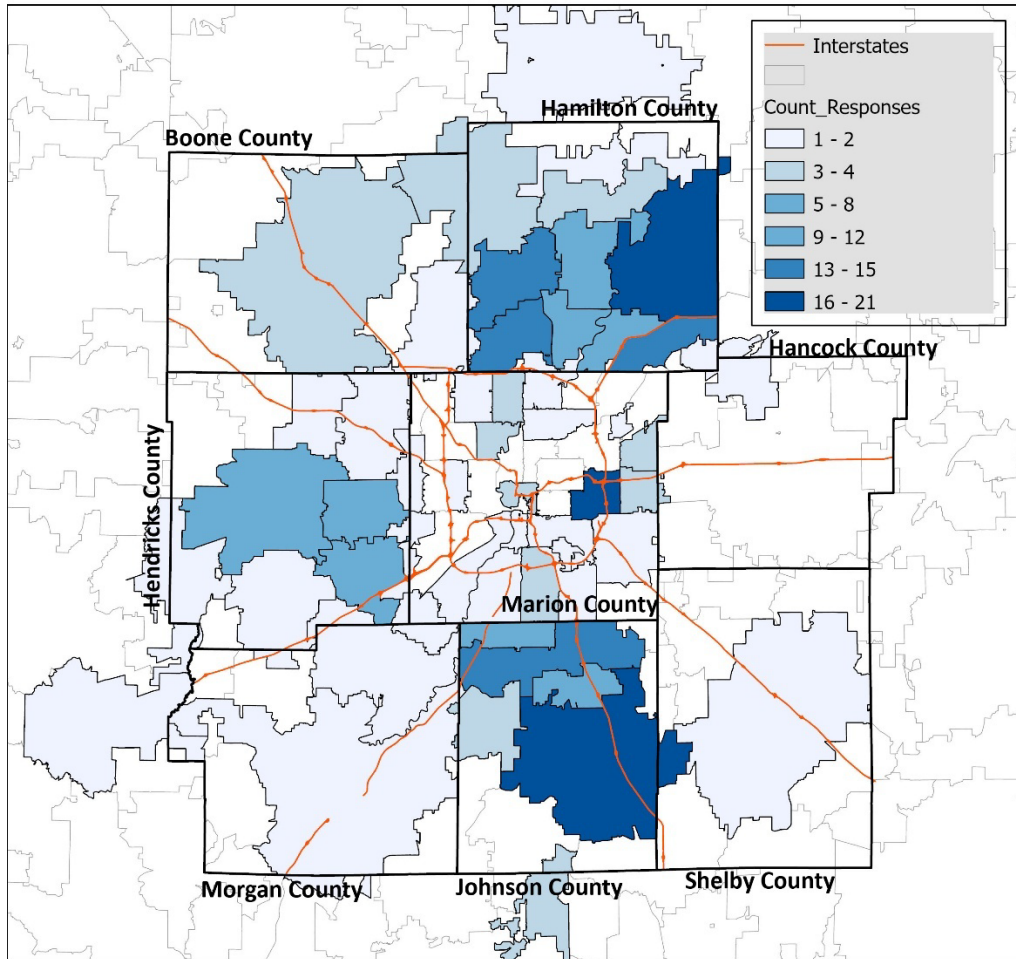 Interstates
Hamilton County
Boone County
Count_Responses
1 - 2
3 - 4
5 - 8
9 - 12
13 - 15
16 - 21
Hancock County
Hendricks County
Marion County
Morgan County
Johnson County
Shelby County